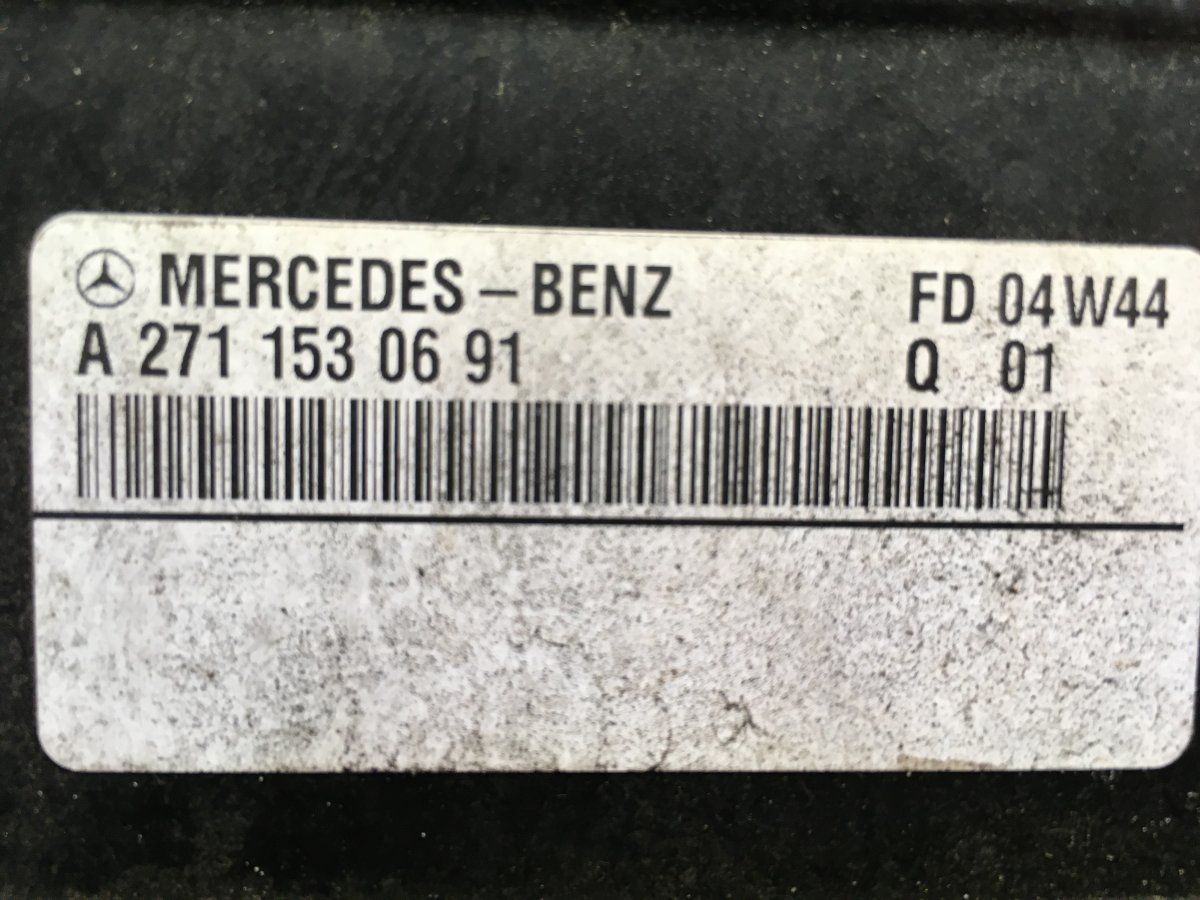 MERCEDES – BENZ FD 04W44
A 271 153 06 91 Q 01